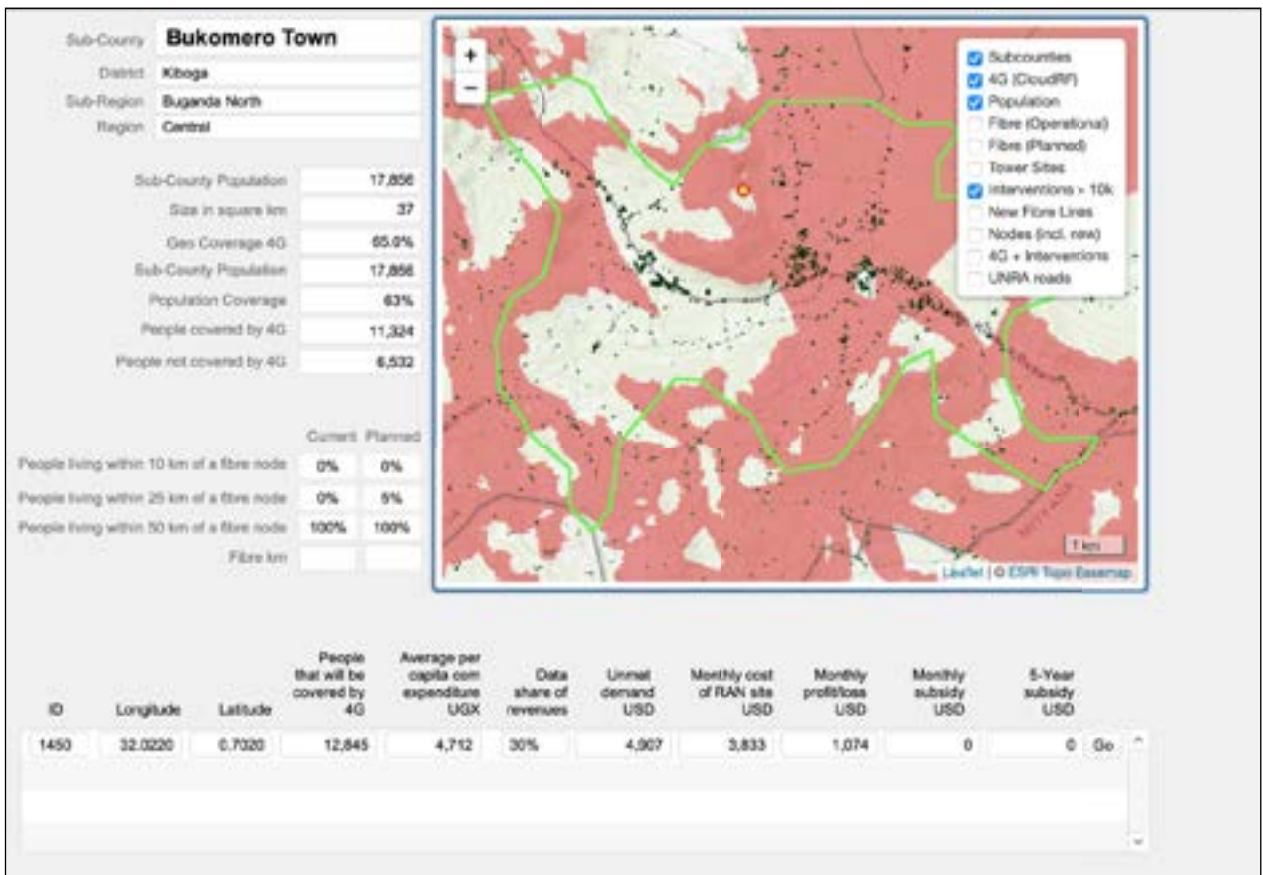 Sub-County Bukomero Town
District Kiboga
Sub-Region Buganda North
Region Central
Sub-County Population 17,856
Size in square km 37
Geo Coverage 4G 65.0%
Sub-County Population 17,856
Population Coverage 63%
People covered by 4G 11,324
People not covered by 4G 6,532
Current Planned
People living within 10 km of a fibre node 0% 0%
People living within 25 km of a fibre node 0% 5%
People living within 50 km of a fibre node 100% 100%
Fibre km
+
−
Subcounties
4G (CloudRF)
Population
Fibre (Operational)
Fibre (Planned)
Tower Sites
Interventions > 10k
New Fibre Lines
Nodes (incl. new)
4G + Interventions
UNRA roads
1 km
Leaflet | © ESRI Topo Basemap
ID Longitude Latitude People that will be covered by 4G Average per capita com expenditure UGX Data share of revenues Unmet demand USD Monthly cost of RAN site USD Monthly profit/loss USD Monthly subsidy USD 5-Year subsidy USD
1450 32.0220 0.7020 12,845 4,712 30% 4,907 3,833 1,074 0 0 Go